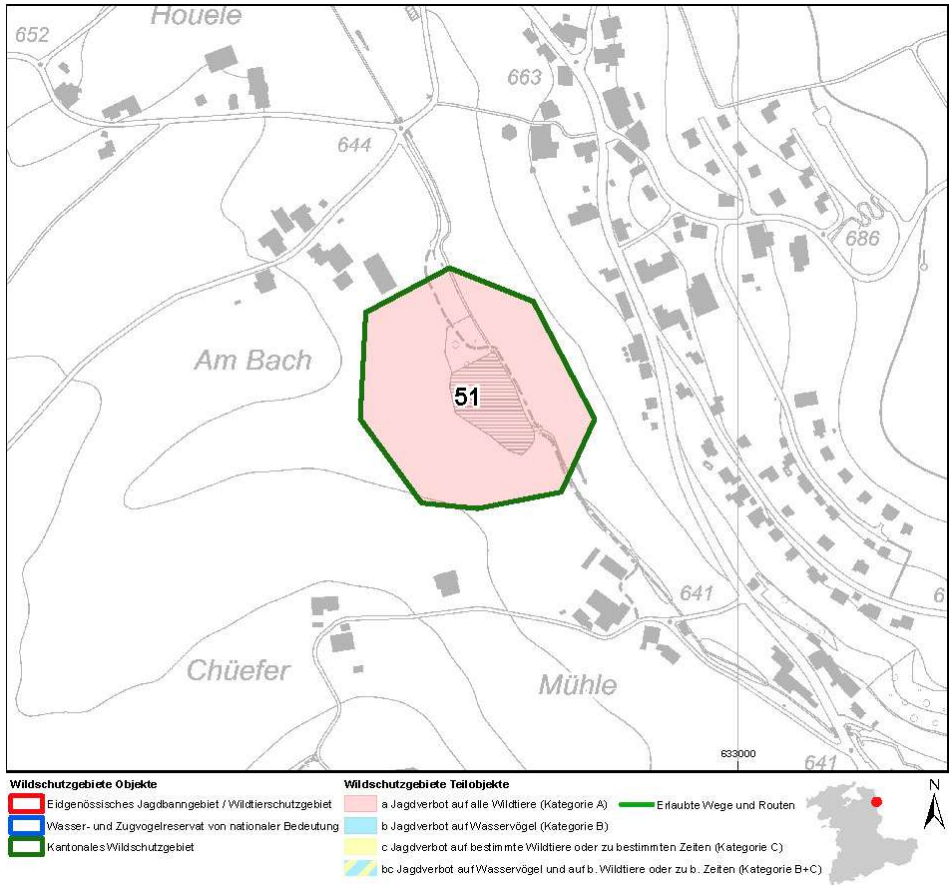 Houele
652
663
644
686
Am Bach
51
641
6
Chüefer
Mühle
633000
641
Wildschutzgebiete Objekte
Eidgenössisches Jagdbanngebiet / Wildtierschutzgebiet
Wasser- und Zugvogelreservat von nationaler Bedeutung
Kantonales Wildschutzgebiet
Wildschutzgebiete Teilobjekte
a Jagdverbot auf alle Wildtiere (Kategorie A)
Erlaubte Wege und Routen
b Jagdverbot auf Wasservögel (Kategorie B)
c Jagdverbot auf bestimmte Wildtiere oder zu bestimmten Zeiten (Kategorie C)
bc Jagdverbot auf Wasservögel und auf b. Wildtiere oder zu b. Zeiten (Kategorie B+C)
N